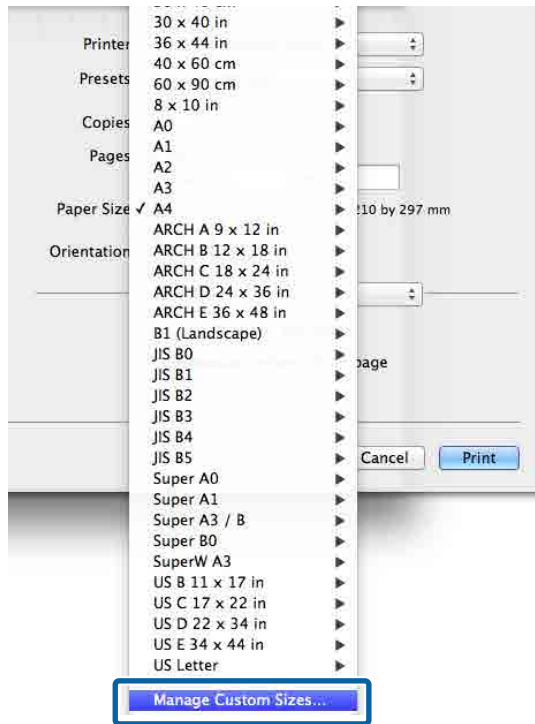 30 x 40 in
Printer 36 x 44 in
40 x 60 cm
Presets 60 x 90 cm
8 x 10 in
Copies A0
A1
Pages A2
A3
Paper Size ✓ A4 210 by 297 mm
ARCH A 9 x 12 in
Orientation ARCH B 12 x 18 in
ARCH C 18 x 24 in
ARCH D 24 x 36 in
ARCH E 36 x 48 in
B1 (Landscape)
JIS B0
JIS B1 page
JIS B2
JIS B3
JIS B4
JIS B5 Cancel Print
Super A0
Super A1
Super A3 / B
Super B0
SuperW A3
US B 11 x 17 in
US C 17 x 22 in
US D 22 x 34 in
US E 34 x 44 in
US Letter
Manage Custom Sizes...